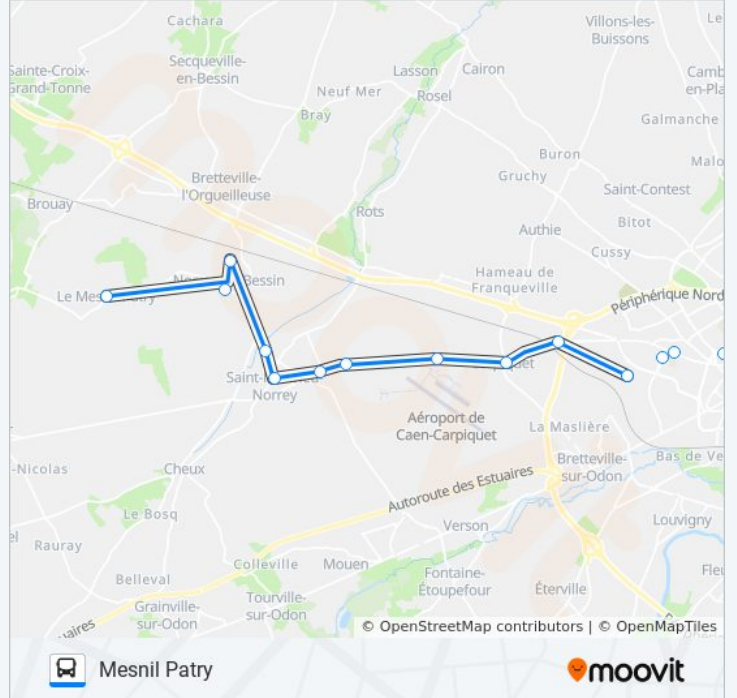 Cachara
Villons-les-
Buissons
Le
Sainte-Croix-
Grand-Tonne
Secqueville-
en-Bessin
Lasson
Cairon
Neuf Mer
Rosel
Camb
en-Pla
Bray
Galmanche
Buron
Malo
Bretteville-
l'Orgueilleuse
Gruchy
Saint-Contest
Brouay
Rots
Authie
Bitot
Cussy
Bessin
Hameau de
Franqueville
Périphérique Nord
Norrey
Aéroport de
Caen-Carpiquet
La Maslière
-Nicolas
Cheux
Bretteville-
sur-Odon
Bas de Ve
Autoroute des Estuaires
Le Bosq
Verson
Louvigny
Rauray
Colleville
Mouen
Belleval
Fontaine-
Étoupefour
Éterville
Fleu
Grainville-
sur-Odon
Tourville-
sur-Odon
uaires
© OpenStreetMap contributors | © OpenMapTiles
Mesnil Patry
moovit